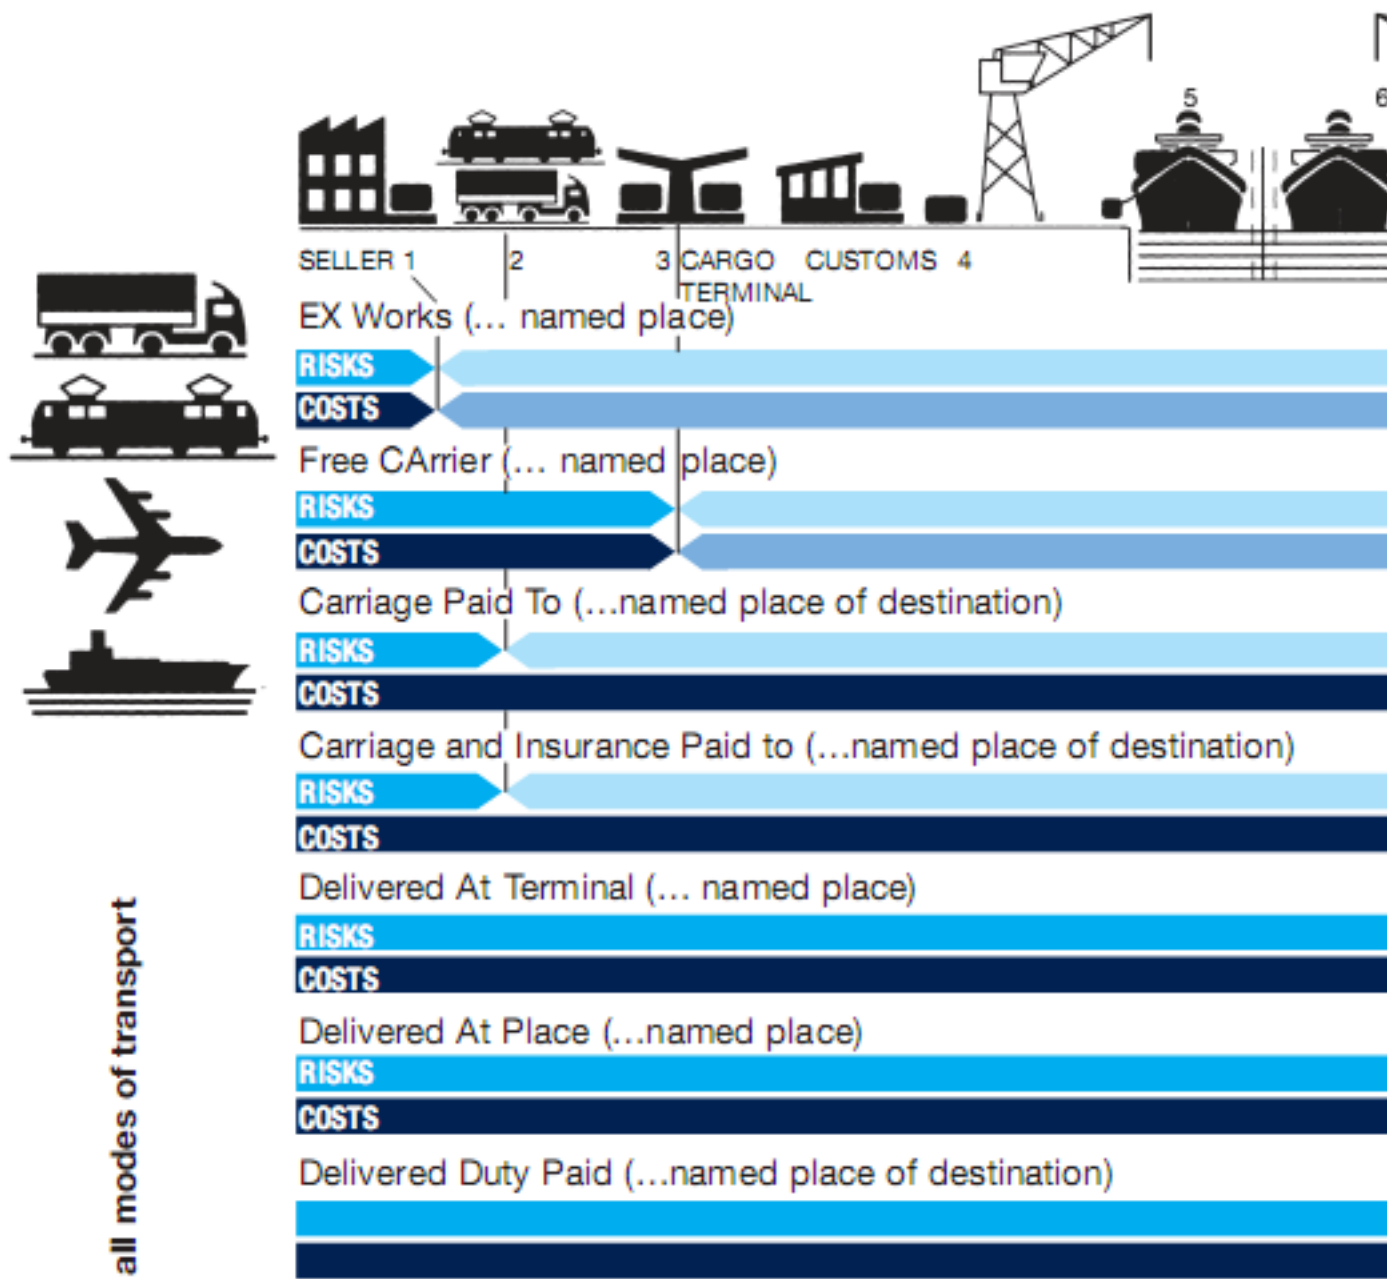 5
6
SELLER 1 2 3 CARGO CUSTOMS 4
TERMINAL
EX Works (... named place)
RISKS
COSTS
Free CArrier (... named place)
RISKS
COSTS
Carriage Paid To (...named place of destination)
RISKS
COSTS
Carriage and Insurance Paid to (...named place of destination)
RISKS
COSTS
Delivered At Terminal (... named place)
RISKS
COSTS
Delivered At Place (...named place)
RISKS
COSTS
Delivered Duty Paid (...named place of destination)
all modes of transport